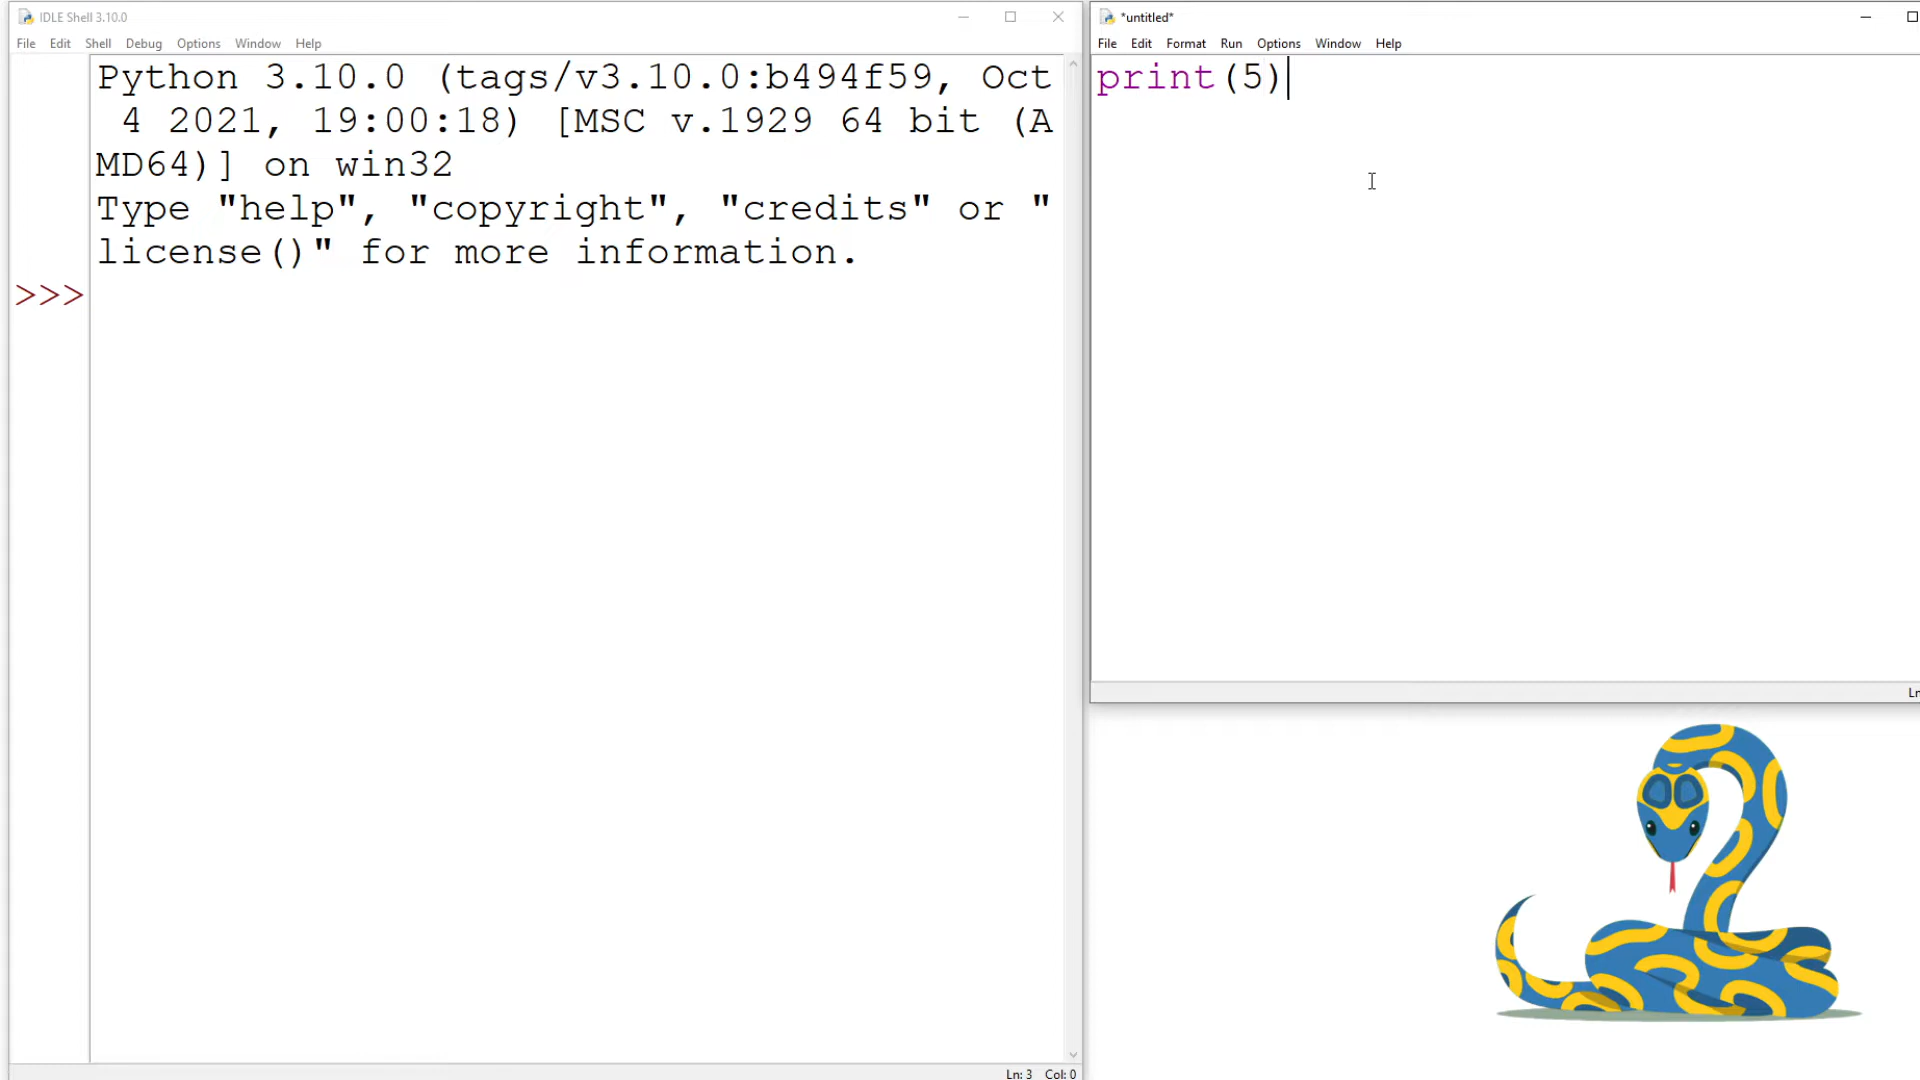 IDLE Shell 3.10.0
File Edit Shell Debug Options Window Help
Python 3.10.0 (tags/v3.10.0:b494f59, Oct
4 2021, 19:00:18) [MSC v.1929 64 bit (A
MD64)] on win32
Type "help", "copyright", "credits" or "
license()" for more information.
>>>
Ln: 3 Col: 0
*untitled*
File Edit Format Run Options Window Help
print(5)
Ln